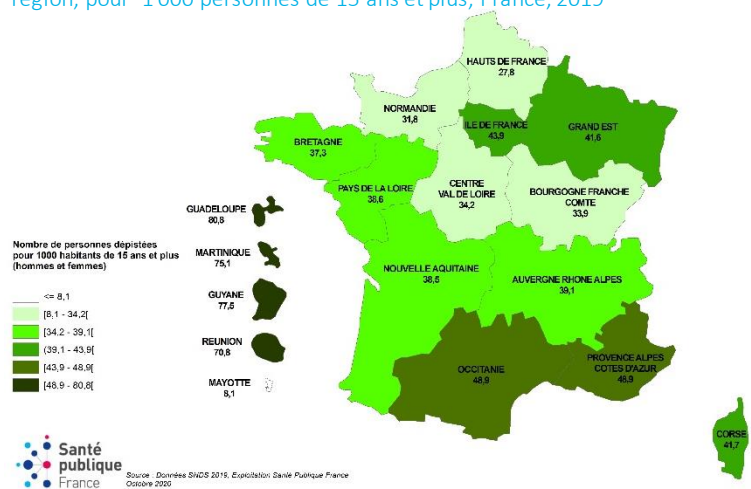 région, pour 1 000 personnes de 15 ans et plus, France, 2019
HAUTS DE FRANCE
27,8
NORMANDIE
31,8
ILE DE FRANCE
43,9
GRAND EST
41,6
BRETAGNE
37,3
PAYS DE LA LOIRE
38,6
CENTRE
VAL DE LOIRE
34,2
BOURGOGNE FRANCHE
COMTE
33,9
GUADELOUPE
80,8
MARTINIQUE
75,1
GUYANE
77,5
REUNION
70,8
MAYOTTE
8,1
NOUVELLE AQUITAINE
38,5
AUVERGNE RHONE ALPES
39,1
OCCITANIE
48,9
PROVENCE ALPES
COTES D'AZUR
46,9
CORSE
41,7
Nombre de personnes dépistées
pour 1000 habitants de 15 ans et plus
(hommes et femmes)
<= 8,1
[8,1 - 34,2[
[34,2 - 39,1[
(39,1 - 43,9[
[43,9 - 48,9[
[48,9 - 80,8[
Santé
publique
France
Source : Données SNDS 2019, Exploitation Santé Publique France
Octobre 2020